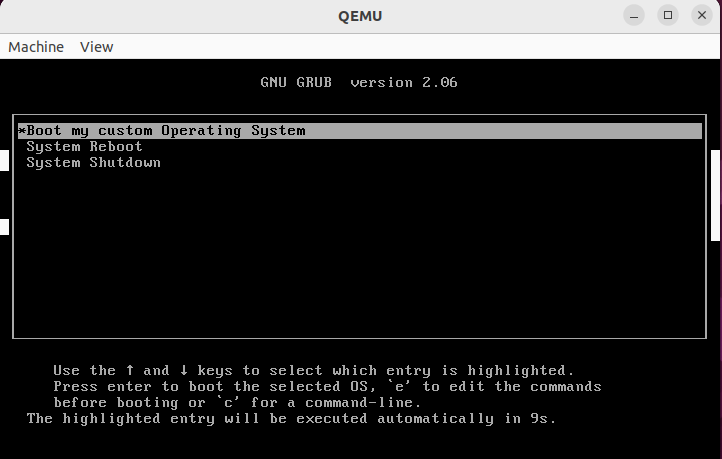 QEMU
Machine View
GNU GRUB version 2.06
*Boot my custom Operating System
System Reboot
System Shutdown
Use the ↑ and ↓ keys to select which entry is highlighted.
Press enter to boot the selected OS, `e' to edit the commands
before booting or `c' for a command-line.
The highlighted entry will be executed automatically in 9s.